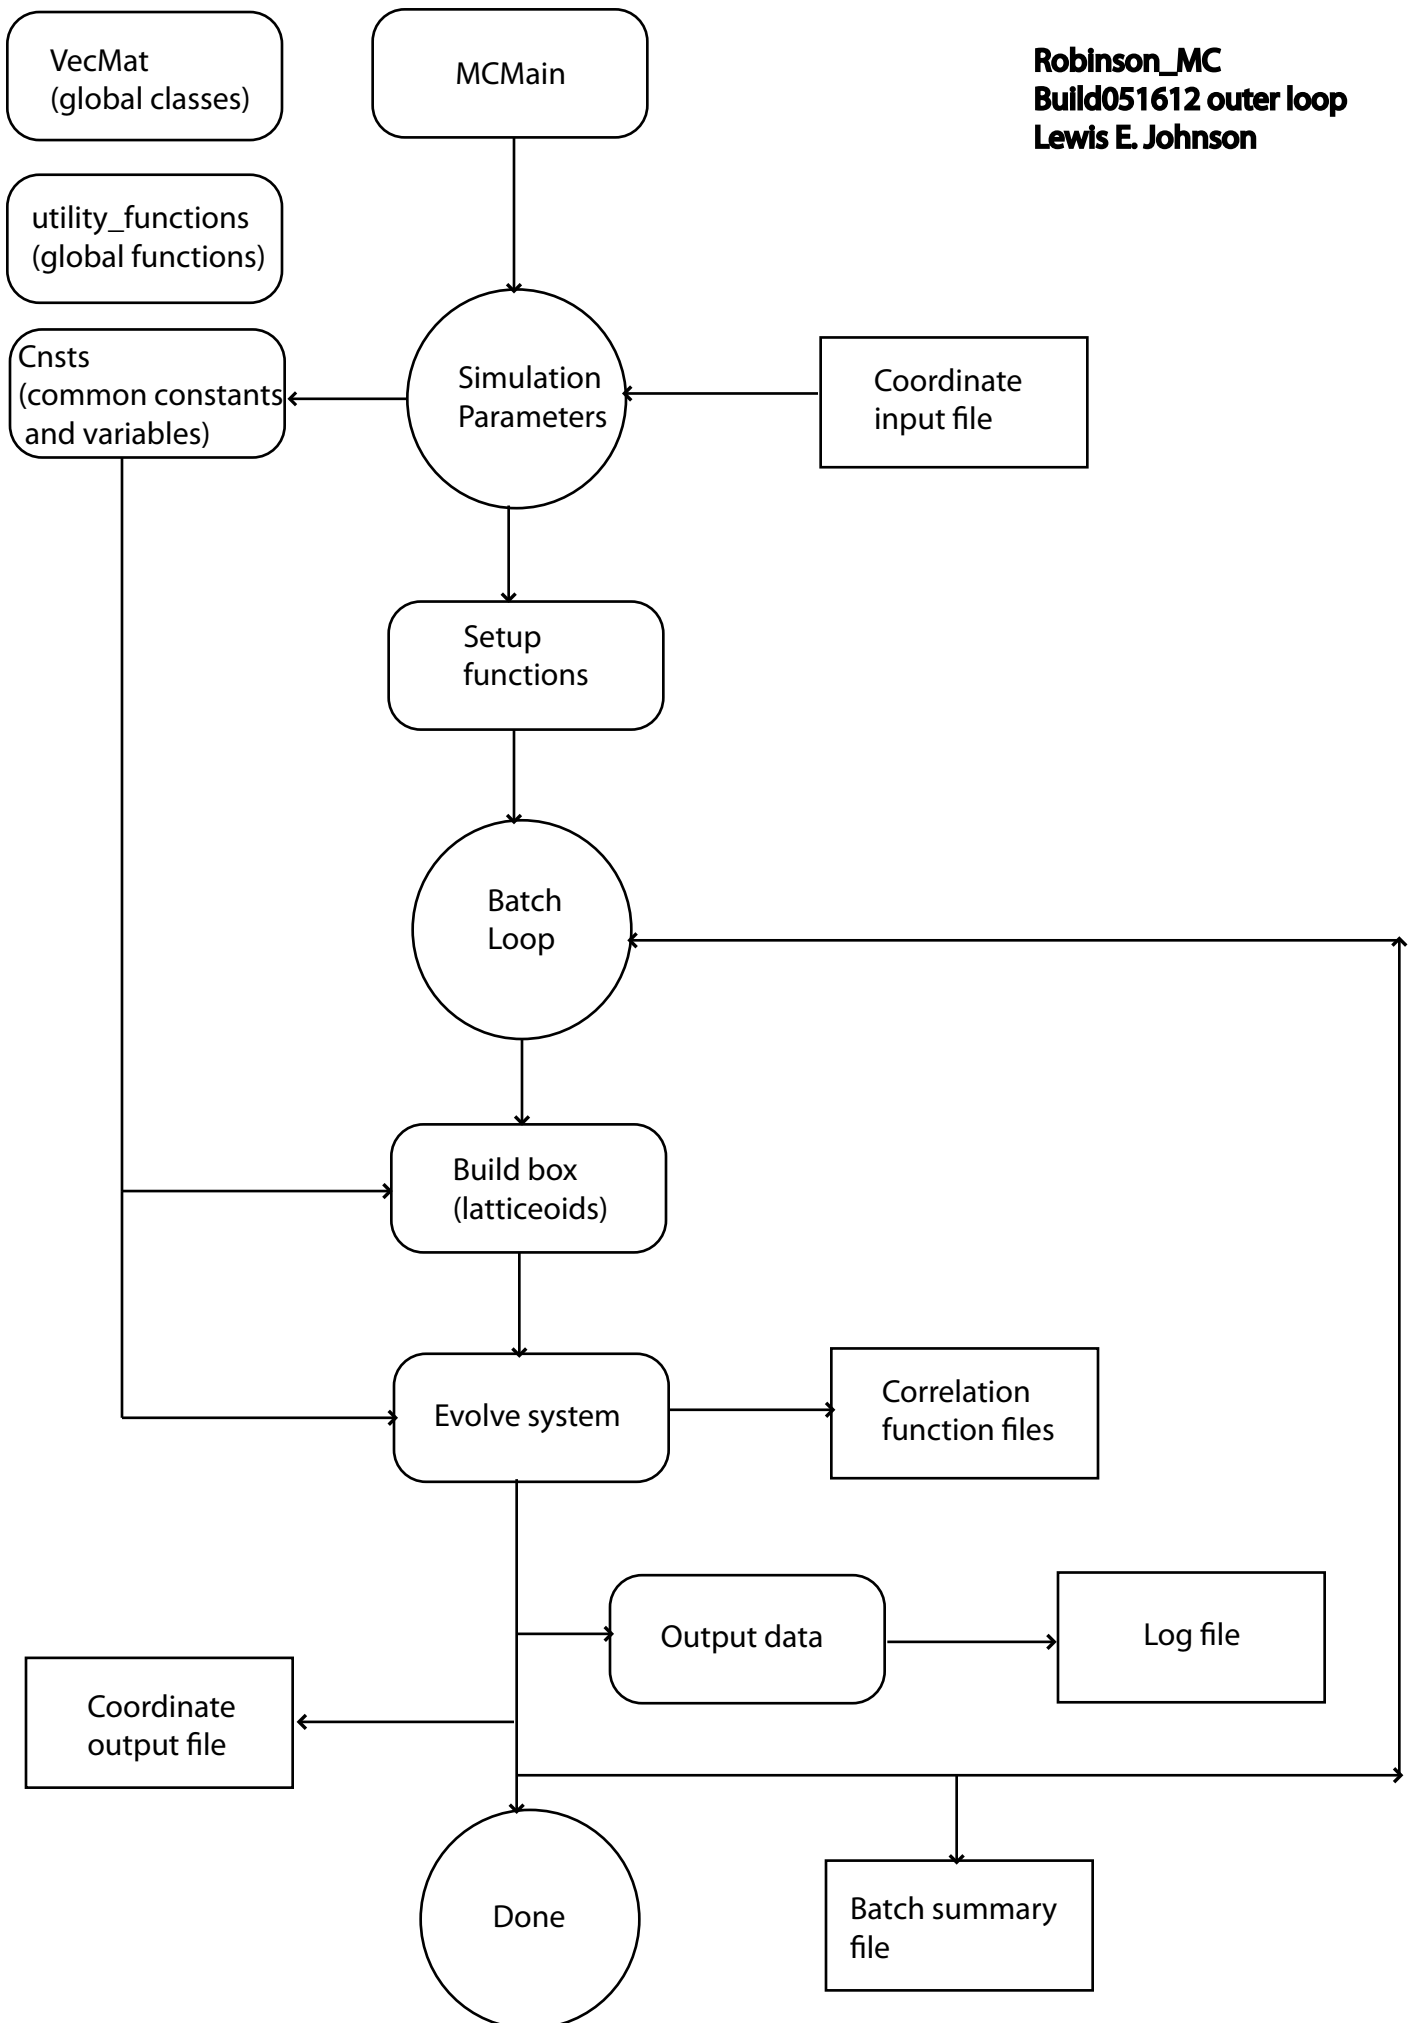 VecMat
(global classes)
MCMain
Robinson_MC
Build051612 outer loop
Lewis E. Johnson
utility_functions
(global functions)
Cnsts
(common constants
and variables)
Simulation
Parameters
Coordinate
input file
Setup
functions
Batch
Loop
Build box
(latticeoids)
Evolve system
Correlation
function files
Output data
Log file
Coordinate
output file
Done
Batch summary
file